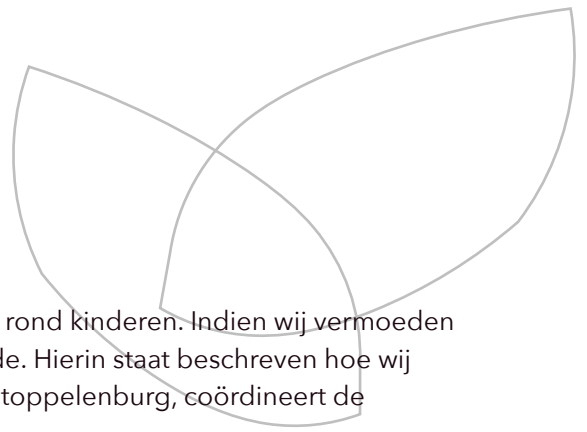 rond kinderen. Indien wij vermoeden
de. Hierin staat beschreven hoe wij
toppelenburg, coördineert de